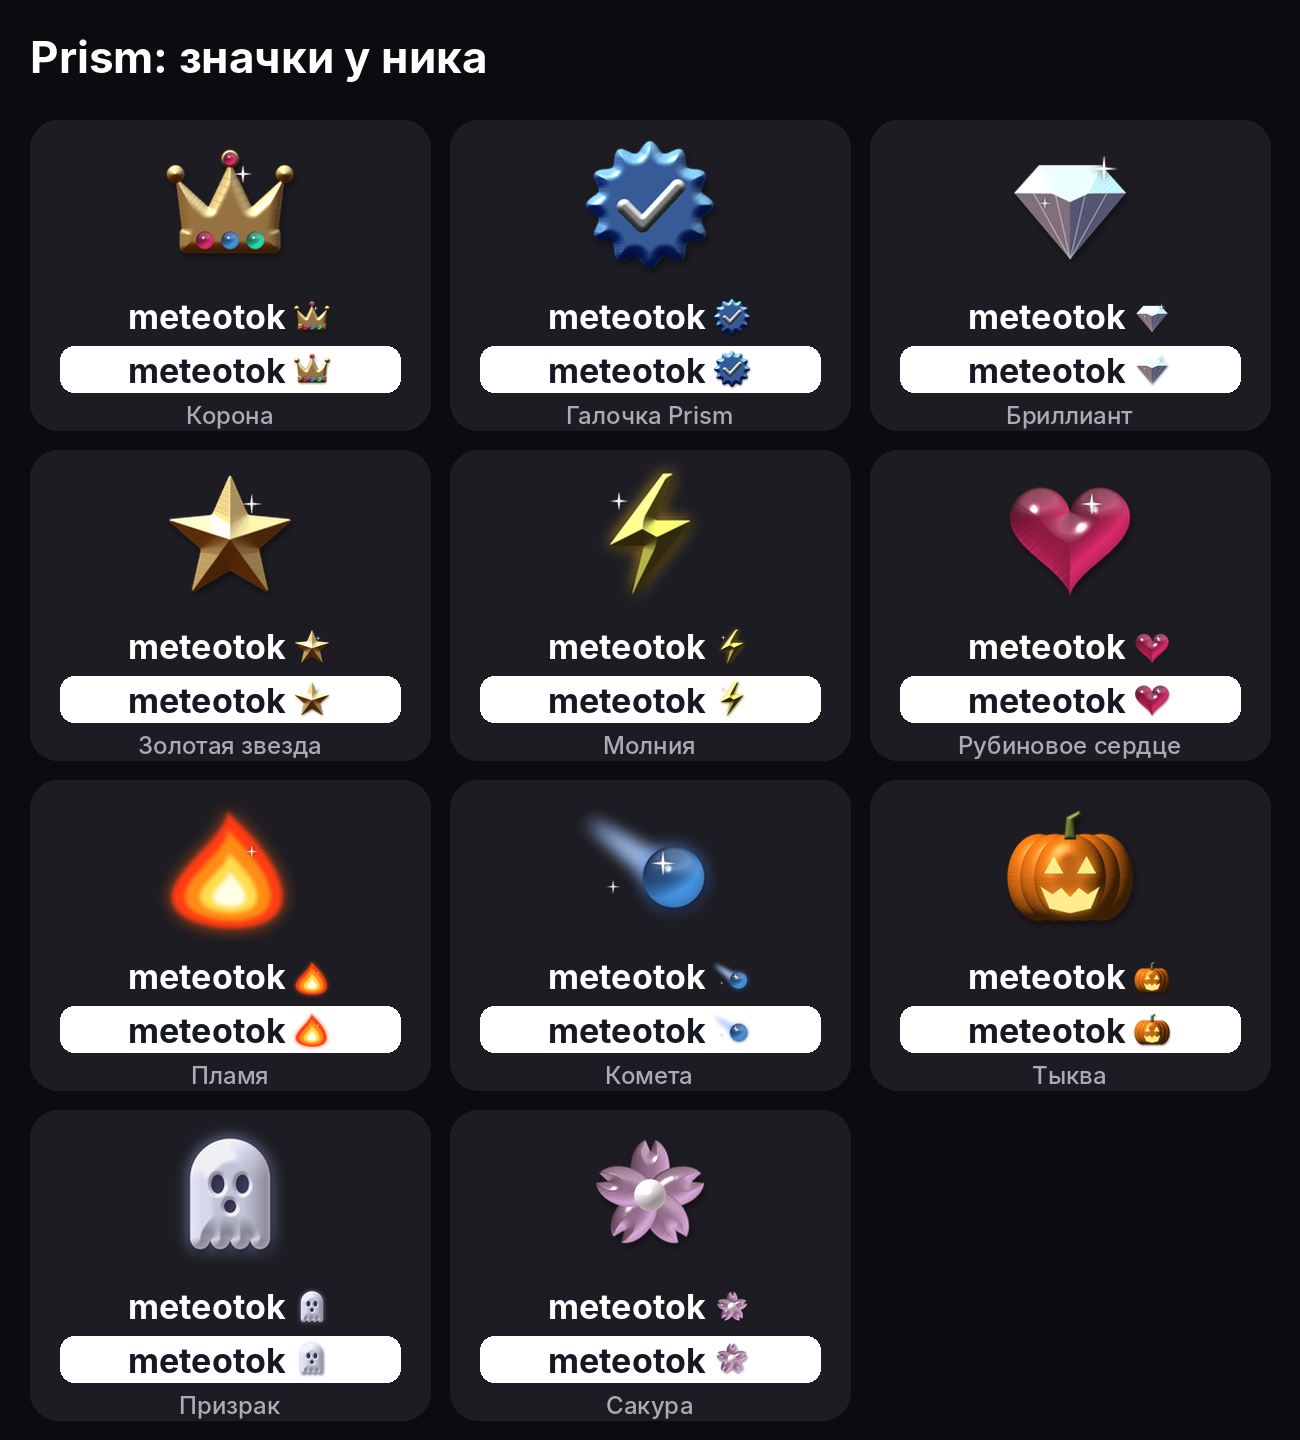 Prism: значки у ника
meteotok
meteotok
Корона
meteotok
meteotok
Галочка Prism
meteotok
meteotok
Бриллиант
meteotok
meteotok
Золотая звезда
meteotok
meteotok
Молния
meteotok
meteotok
Рубиновое сердце
meteotok
meteotok
Пламя
meteotok
meteotok
Комета
meteotok
meteotok
Тыква
meteotok
meteotok
Призрак
meteotok
meteotok
Сакура